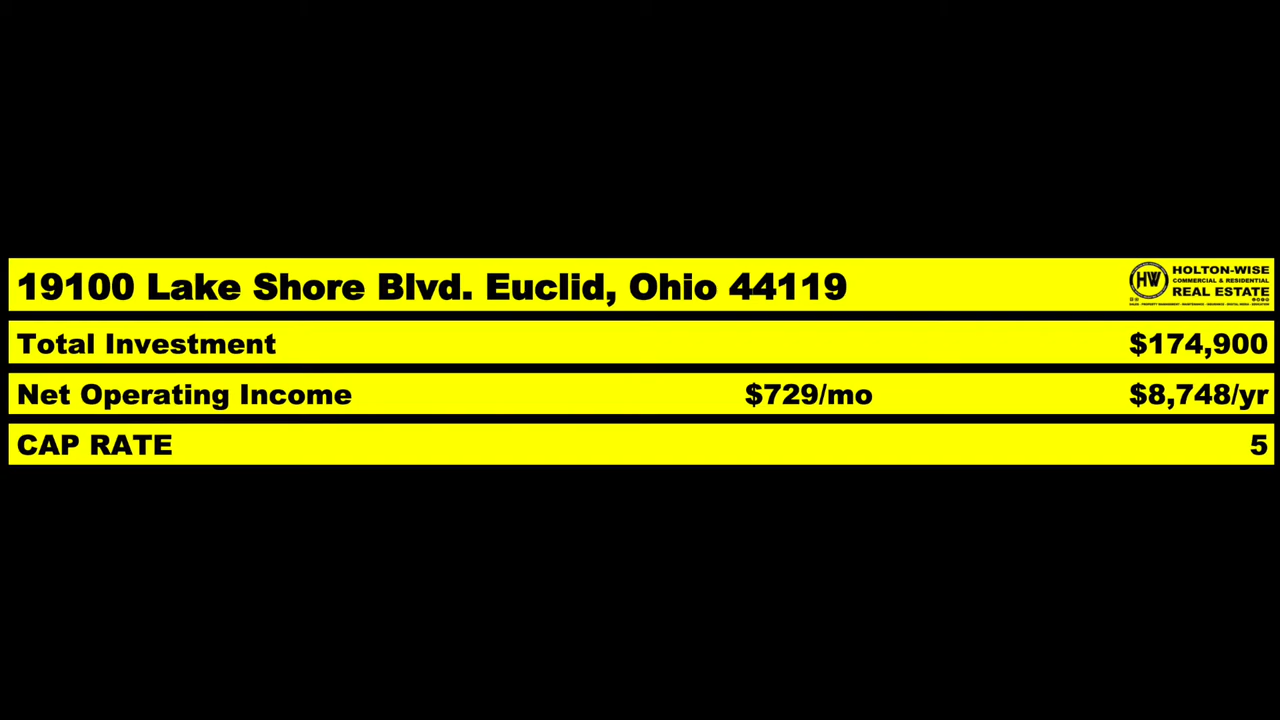 19100 Lake Shore Blvd. Euclid, Ohio 44119
HW
HOLTON-WISE
COMMERCIAL & RESIDENTIAL
REAL ESTATE
Total Investment $174,900
Net Operating Income $729/mo $8,748/yr
CAP RATE 5